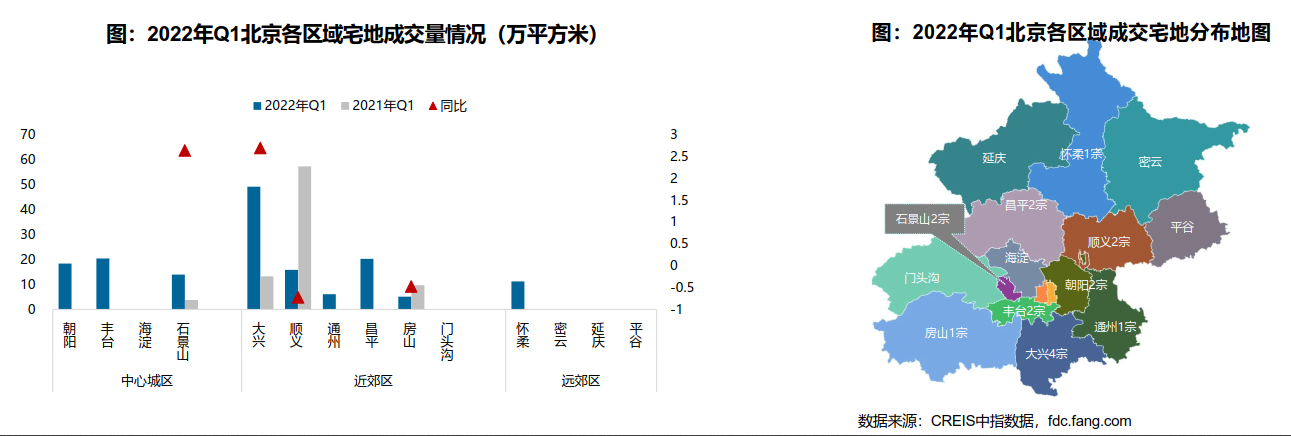 图：2022年Q1北京各区域宅地成交量情况（万平方米）
2022年Q1 2021年Q1 同比
70
60
50
40
30
20
10
0
3
2.5
2
1.5
1
0.5
0
-0.5
-1
朝阳
丰台
海淀
石景山
大兴
顺义
通州
昌平
房山
门头沟
怀柔
密云
延庆
平谷
中心城区
近郊区
远郊区
图：2022年Q1北京各区域成交宅地分布地图
延庆
怀柔1宗
密云
昌平2宗
石景山2宗
平谷
顺义2宗
海淀
门头沟
朝阳2宗
丰台2宗
通州1宗
房山1宗
大兴4宗
数据来源：CREIS中指数据，fdc.fang.com